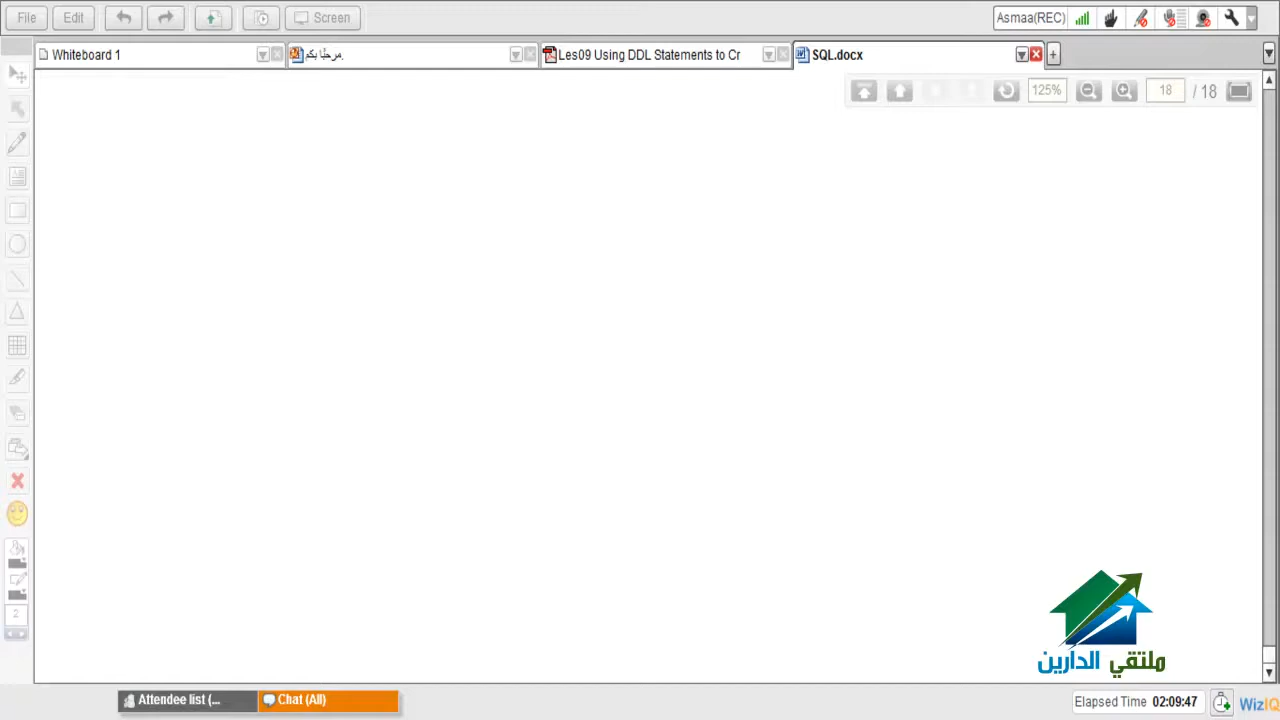 File
Edit
Screen
Asmaa(REC)
Whiteboard 1
مرحبًا بكم.
Les09 Using DDL Statements to Cr
SQL.docx
125%
18 / 18
2
ملتقي الدارين
Attendee list (...
Chat (All)
Elapsed Time 02:09:47
WizIQ